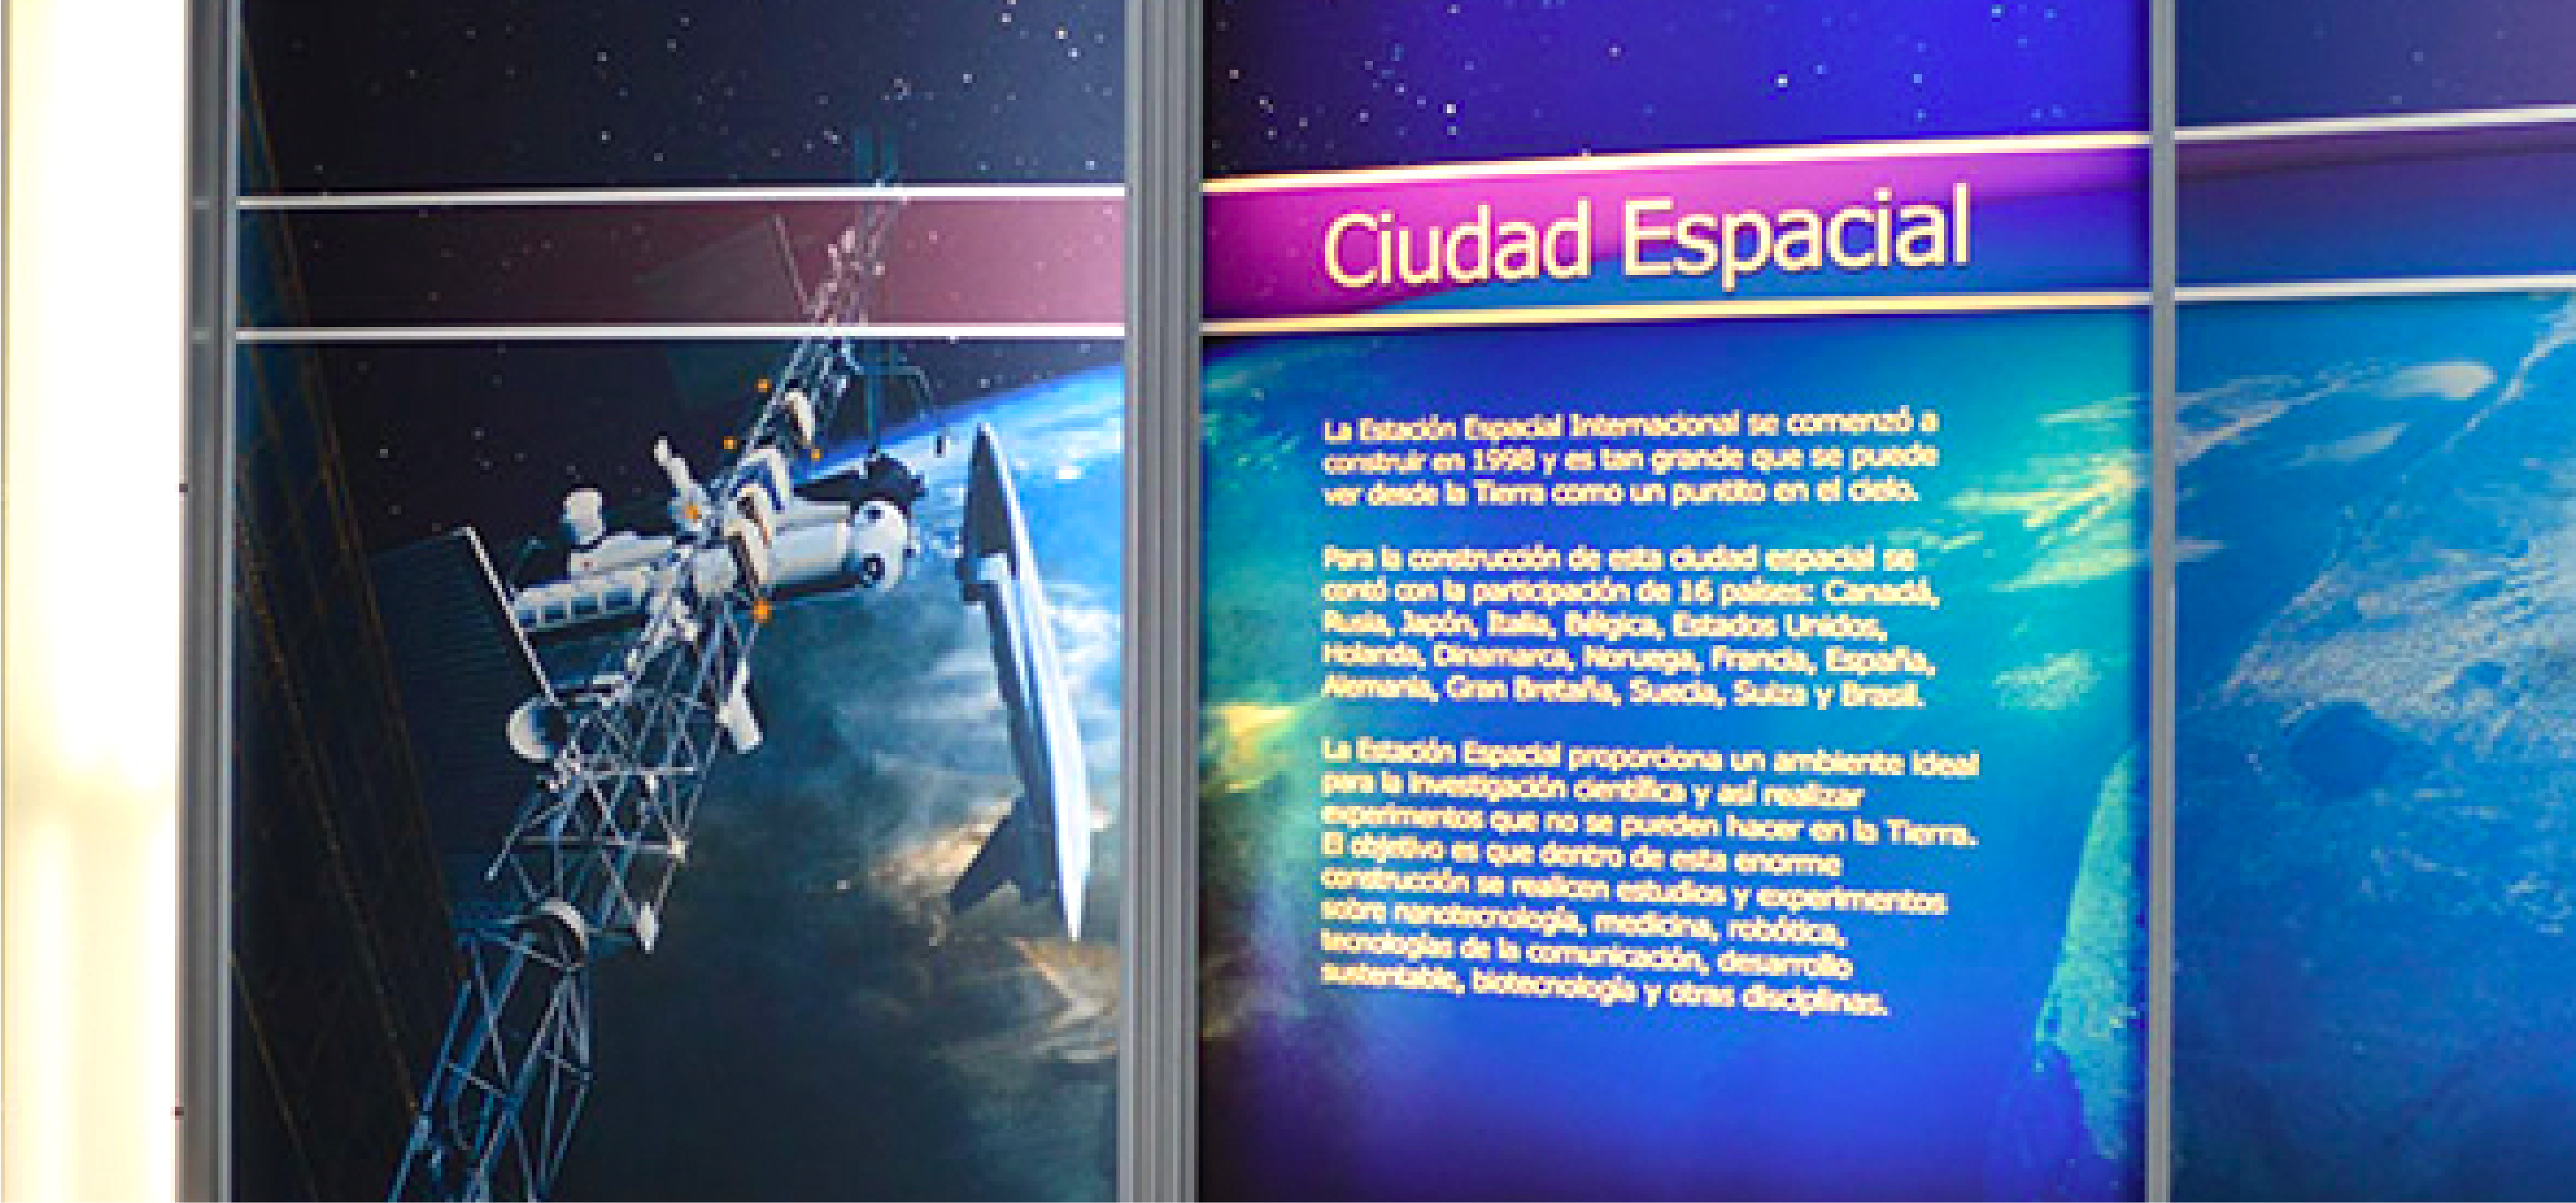 Ciudad Espacial
La Estación Espacial Internacional se comenzó a
construir en 1998 y es tan grande que se puede
ver desde la Tierra como un puntito en el cielo.
Para la construcción de esta ciudad espacial se
contó con la participación de 16 países: Canadá,
Rusia, Japón, Italia, Bélgica, Estados Unidos,
Holanda, Dinamarca, Noruega, Francia, España,
Alemania, Gran Bretaña, Suecia, Suiza y Brasil.
La Estación Espacial proporciona un ambiente ideal
para la investigación científica y así realizar
experimentos que no se pueden hacer en la Tierra.
El objetivo es que dentro de esta enorme
construcción se realicen estudios y experimentos
sobre nanotecnología, medicina, robótica,
tecnologías de la comunicación, desarrollo
sustentable, biotecnología y otras disciplinas.